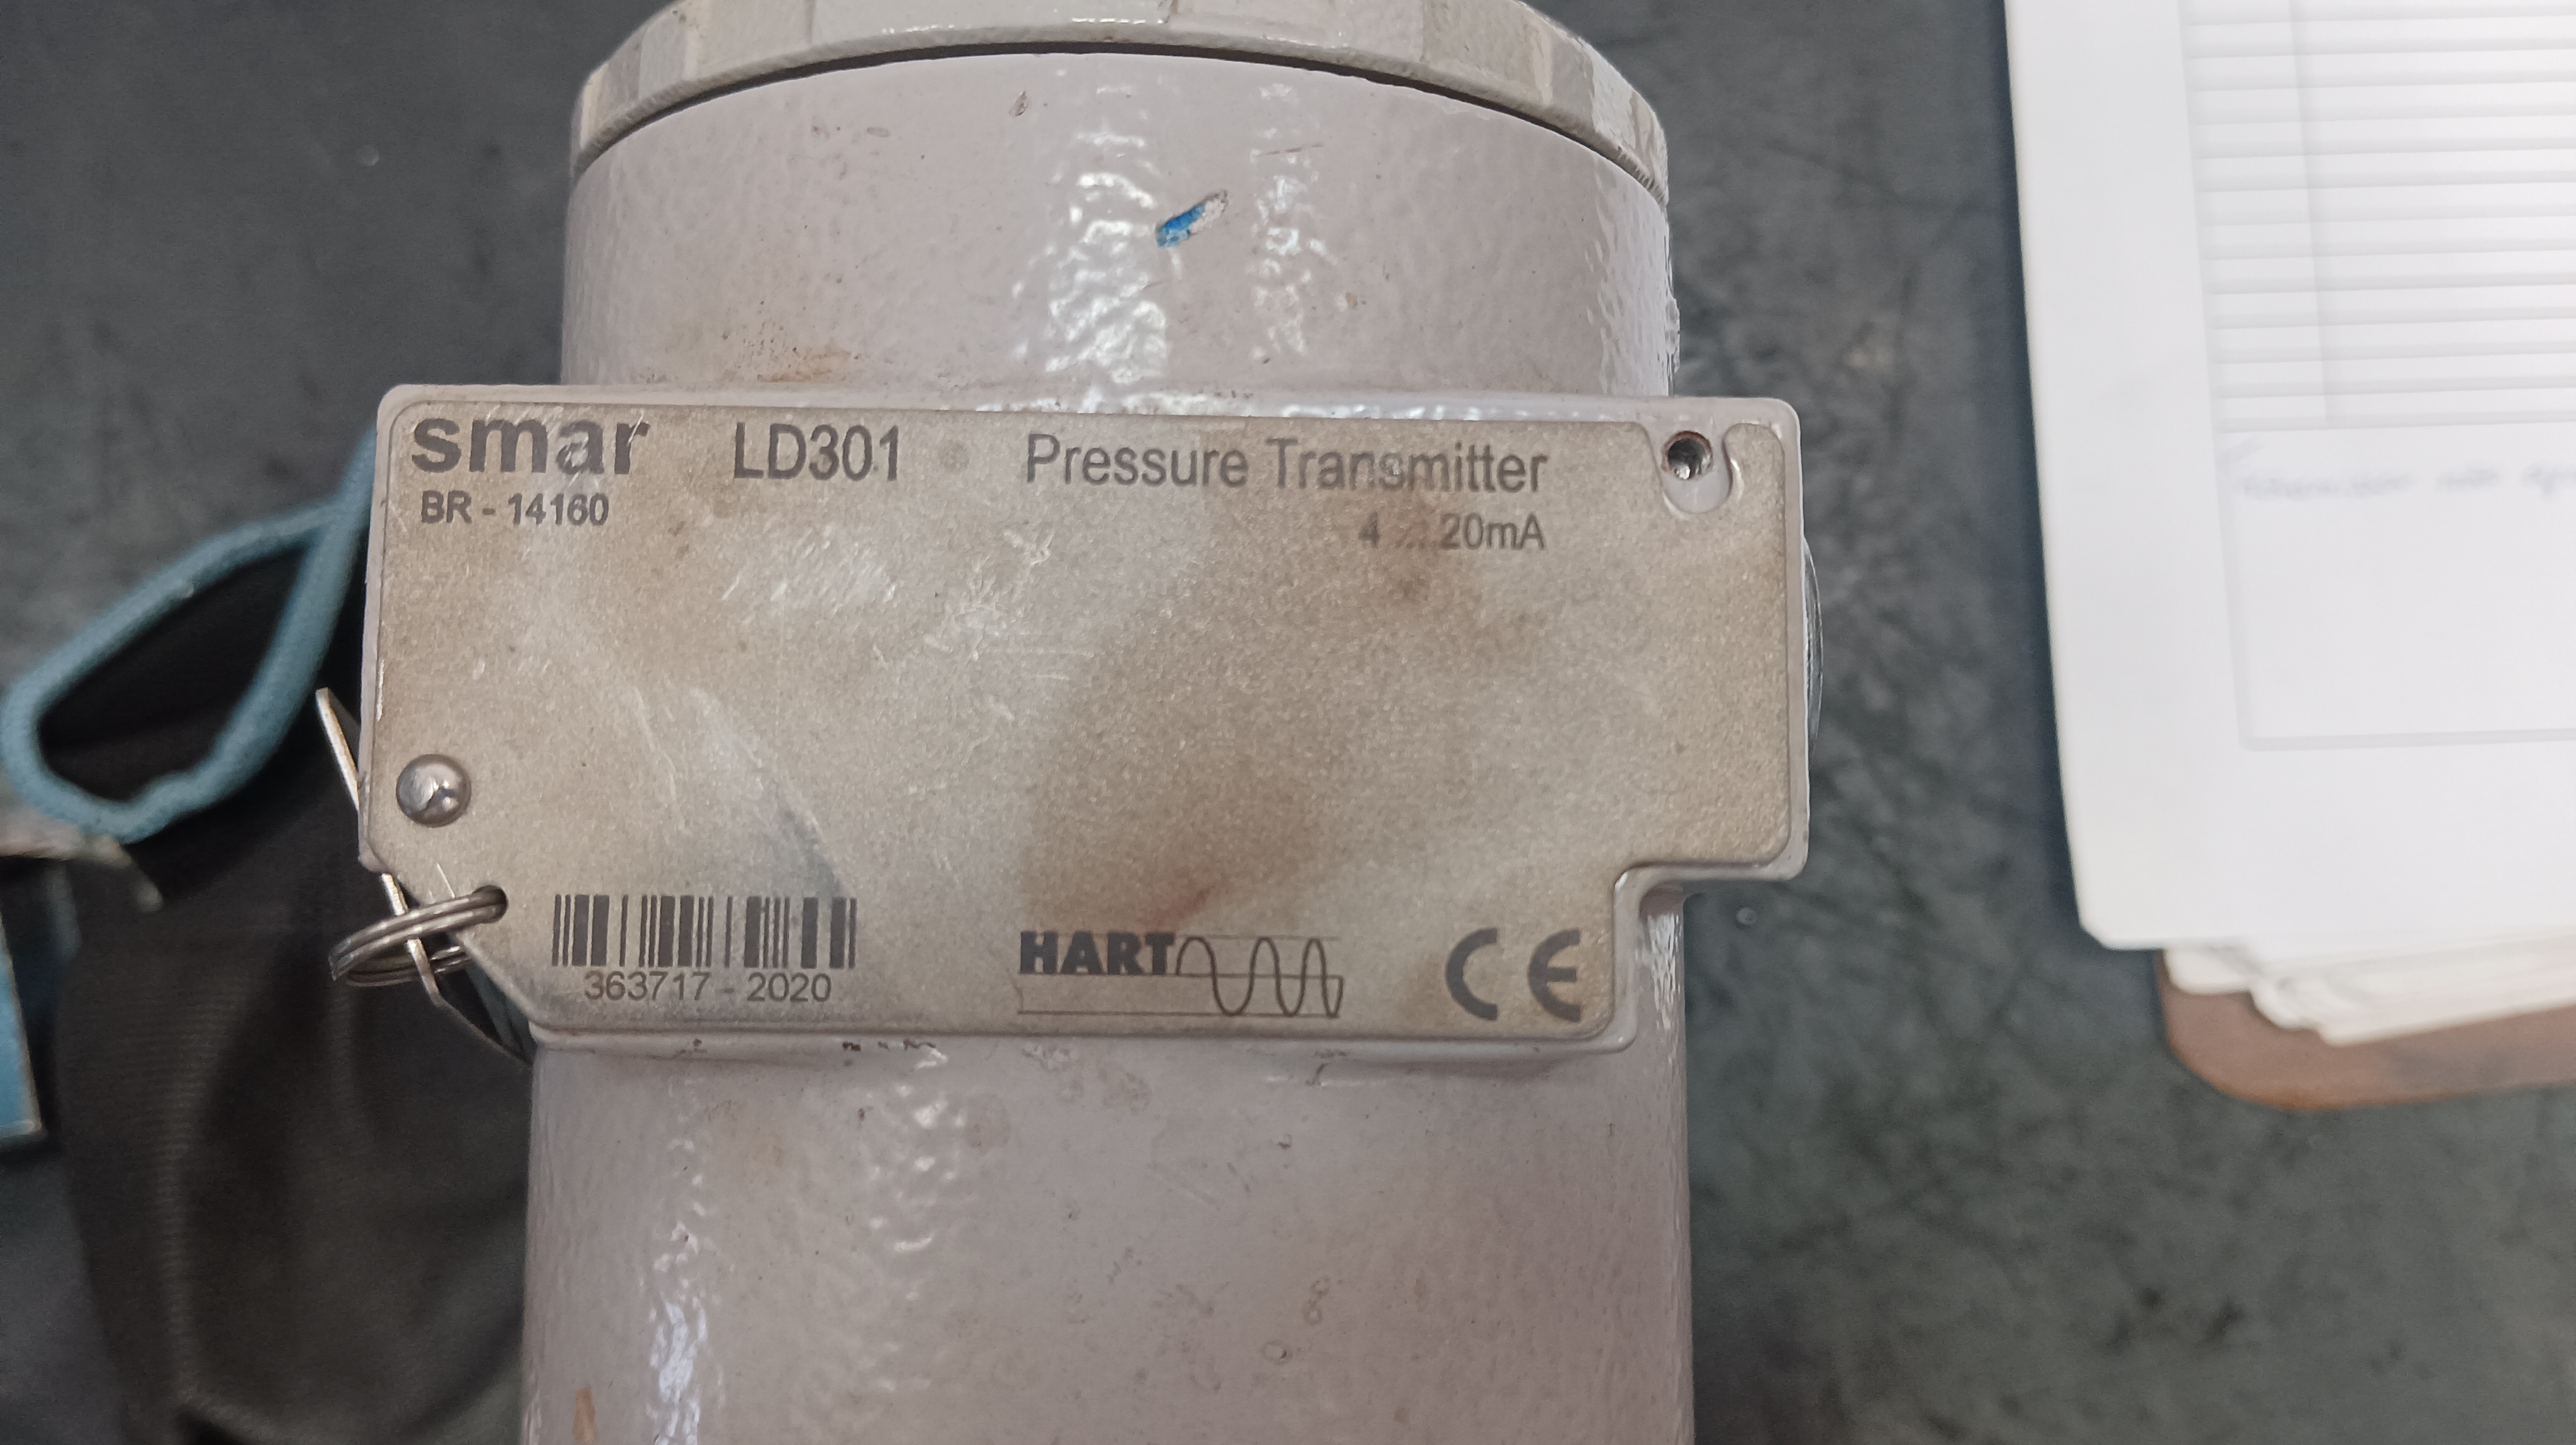 smar LD301 Pressure Transmitter
BR - 14160
4 ... 20mA
363717 - 2020
HART
CE